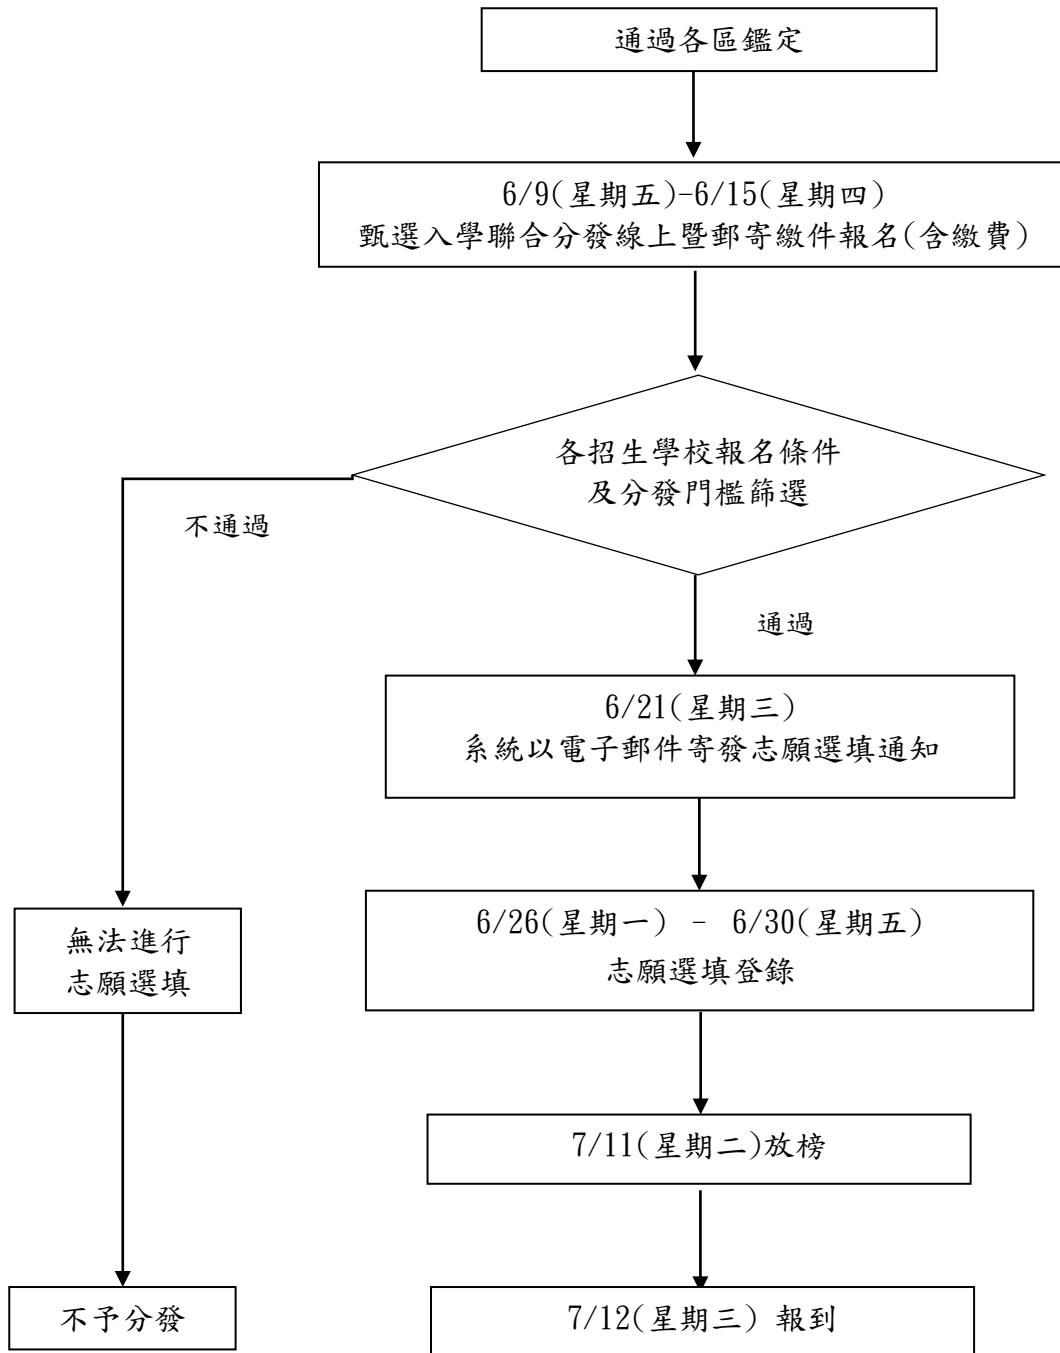 通過各區鑑定
6/9(星期五)-6/15(星期四)
甄選入學聯合分發線上暨郵寄繳件報名(含繳費)
各招生學校報名條件
及分發門檻篩選
不通過
通過
6/21(星期三)
系統以電子郵件寄發志願選填通知
無法進行
志願選填
6/26(星期一) - 6/30(星期五)
志願選填登錄
7/11(星期二)放榜
不予分發
7/12(星期三) 報到